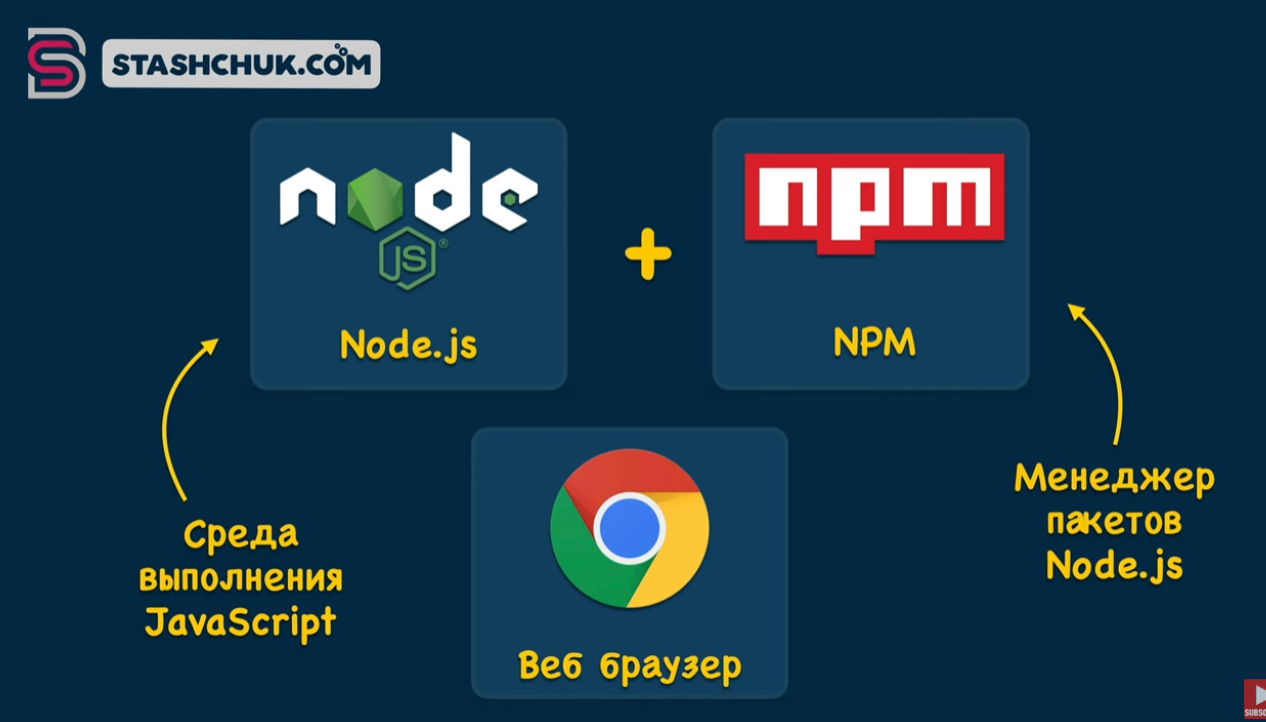 STASHCHUK.COM
node
JS
®
npm
+
Node.js
NPM
Среда
выполнения
JavaScript
Менеджер
пакетов
Node.js
Веб браузер